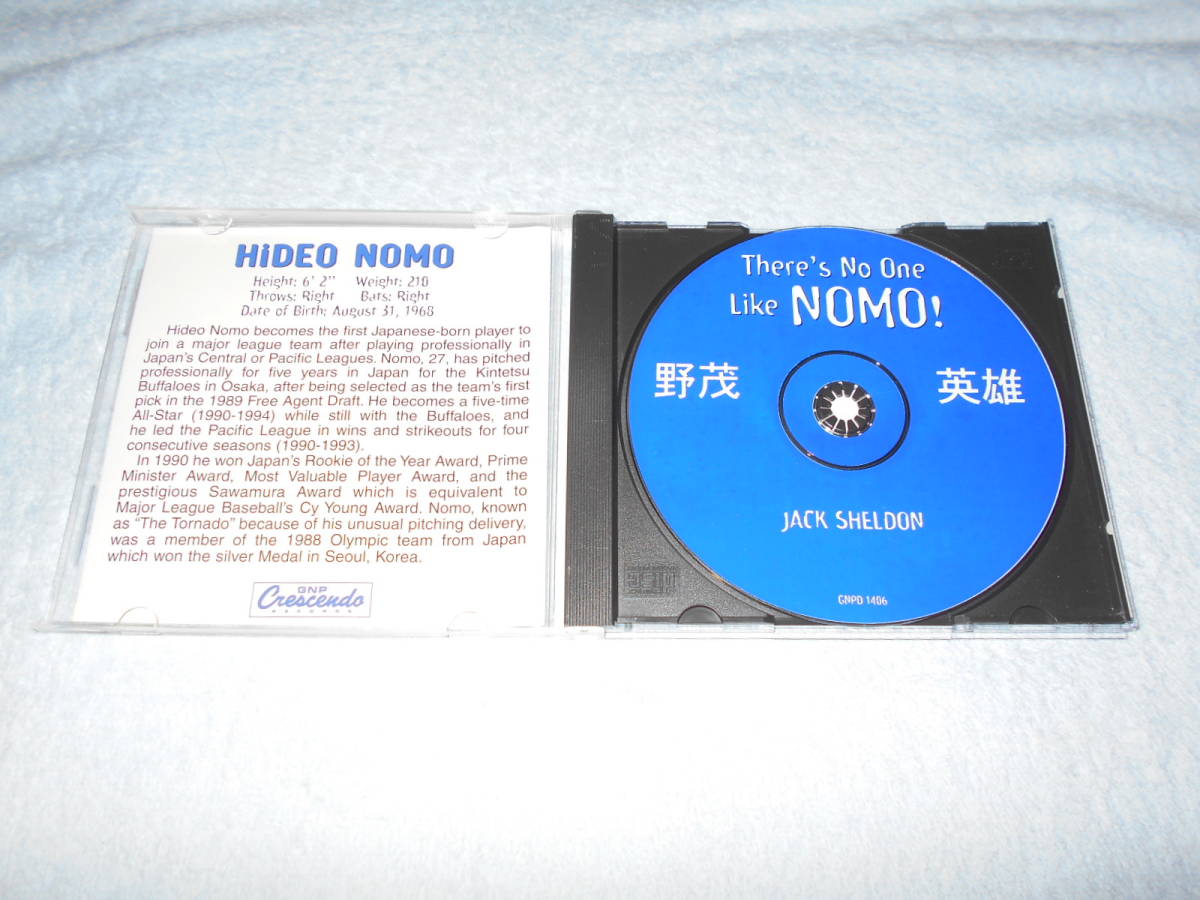 HiDEO NOMO
Height: 6' 2" Weight: 210
Throws: Right Bats: Right
Date of Birth: August 31, 1968
Hideo Nomo becomes the first Japanese-born player to
join a major league team after playing professionally in
Japan's Central or Pacific Leagues. Nomo, 27, has pitched
professionally for five years in Japan for the Kintetsu
Buffaloes in Osaka, after being selected as the team's first
pick in the 1989 Free Agent Draft. He becomes a five-time
All-Star (1990-1994) while still with the Buffaloes, and
he led the Pacific League in wins and strikeouts for four
consecutive seasons (1990-1993).
In 1990 he won Japan's Rookie of the Year Award, Prime
Minister Award, Most Valuable Player Award, and the
prestigious Sawamura Award which is equivalent to
Major League Baseball's Cy Young Award. Nomo, known
as "The Tornado" because of his unusual pitching delivery,
was a member of the 1988 Olympic team from Japan
which won the silver Medal in Seoul, Korea.
GNP
Crescendo
RECORDS
There's No One
Like NOMO!
野茂 英雄
JACK SHELDON
GNPD 1406